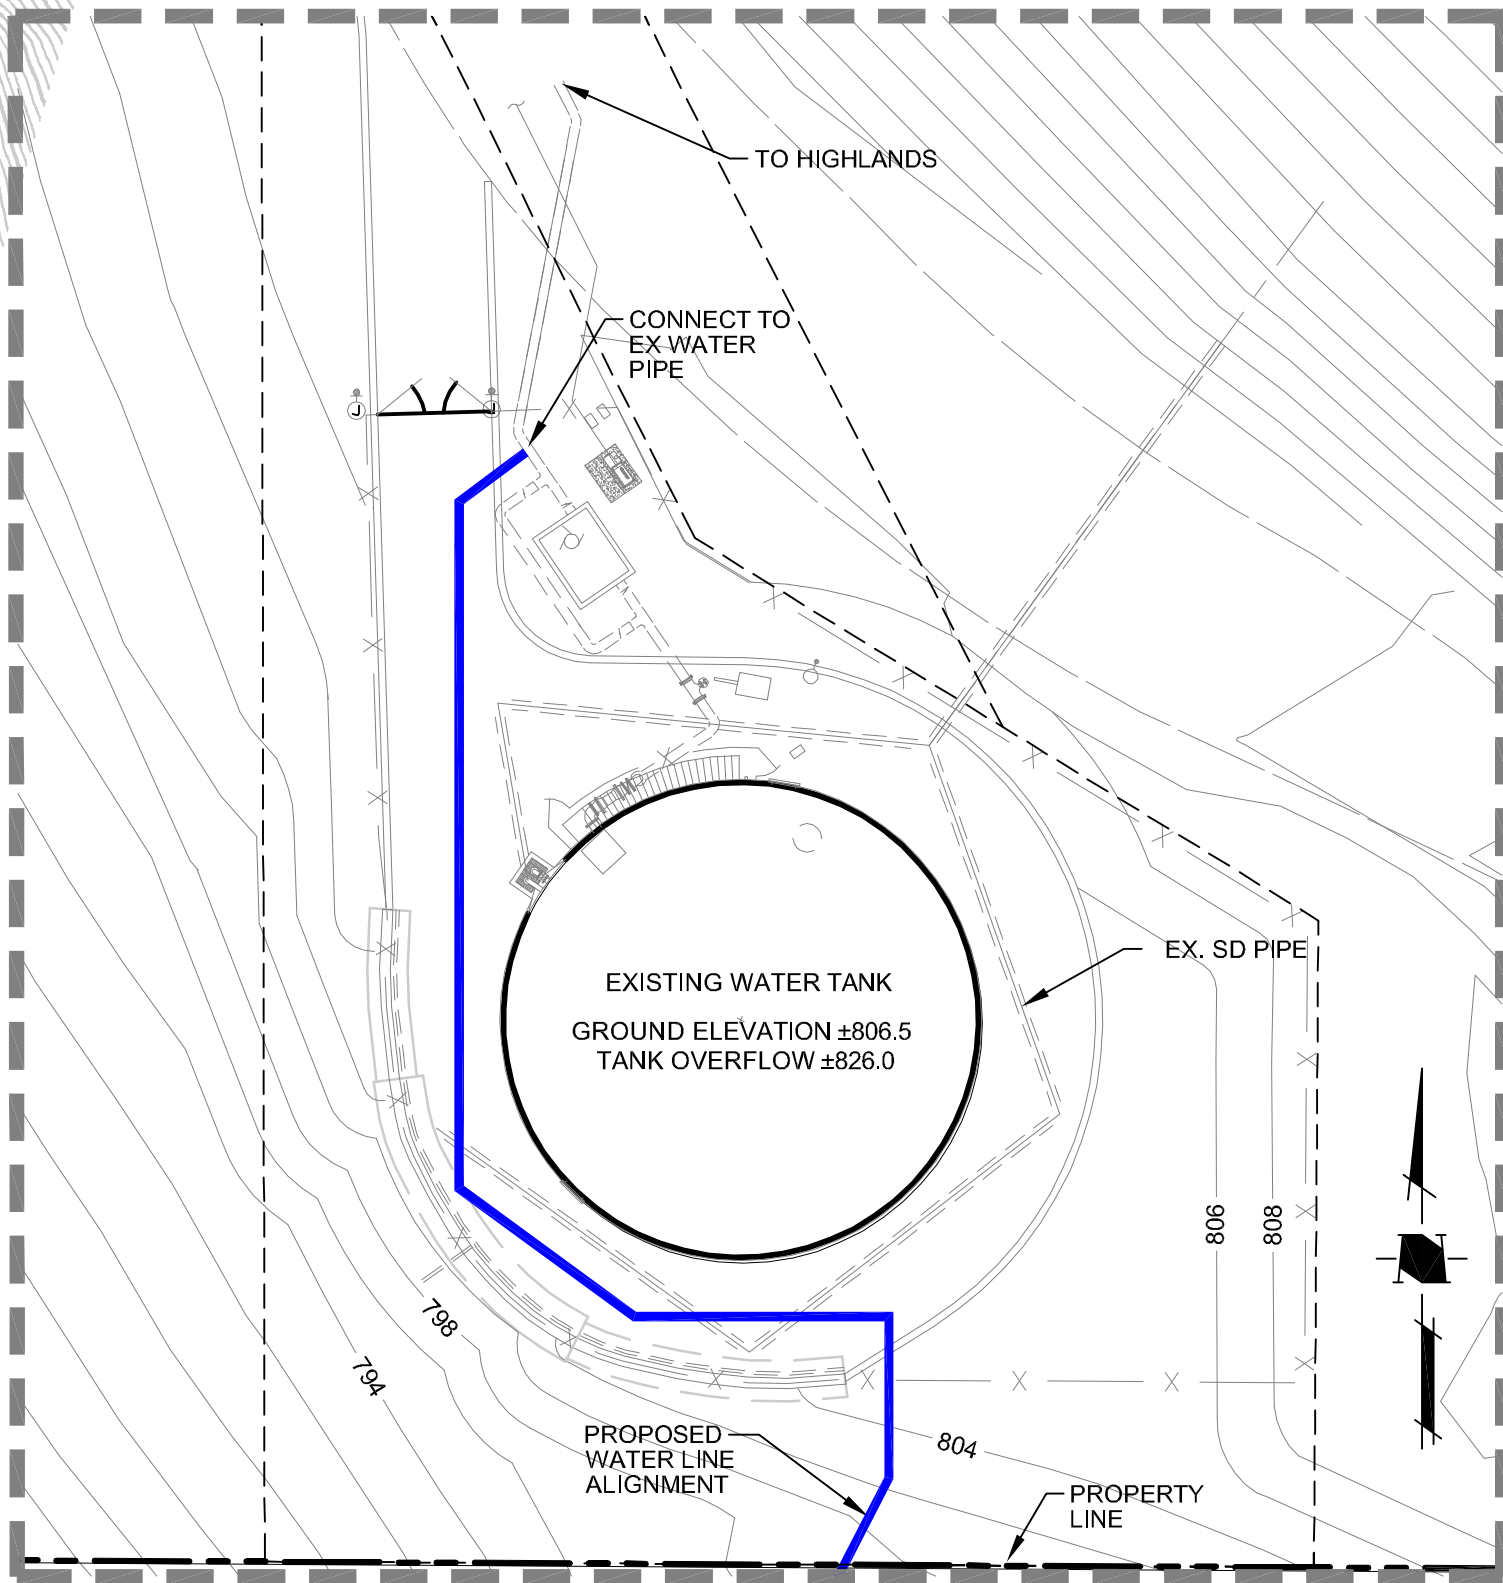 TO HIGHLANDS
CONNECT TO
EX WATER
PIPE
J
J
EX. SD PIPE
EXISTING WATER TANK
GROUND ELEVATION ±806.5
TANK OVERFLOW ±826.0
806
808
798
794
804
PROPOSED
WATER LINE
ALIGNMENT
PROPERTY
LINE